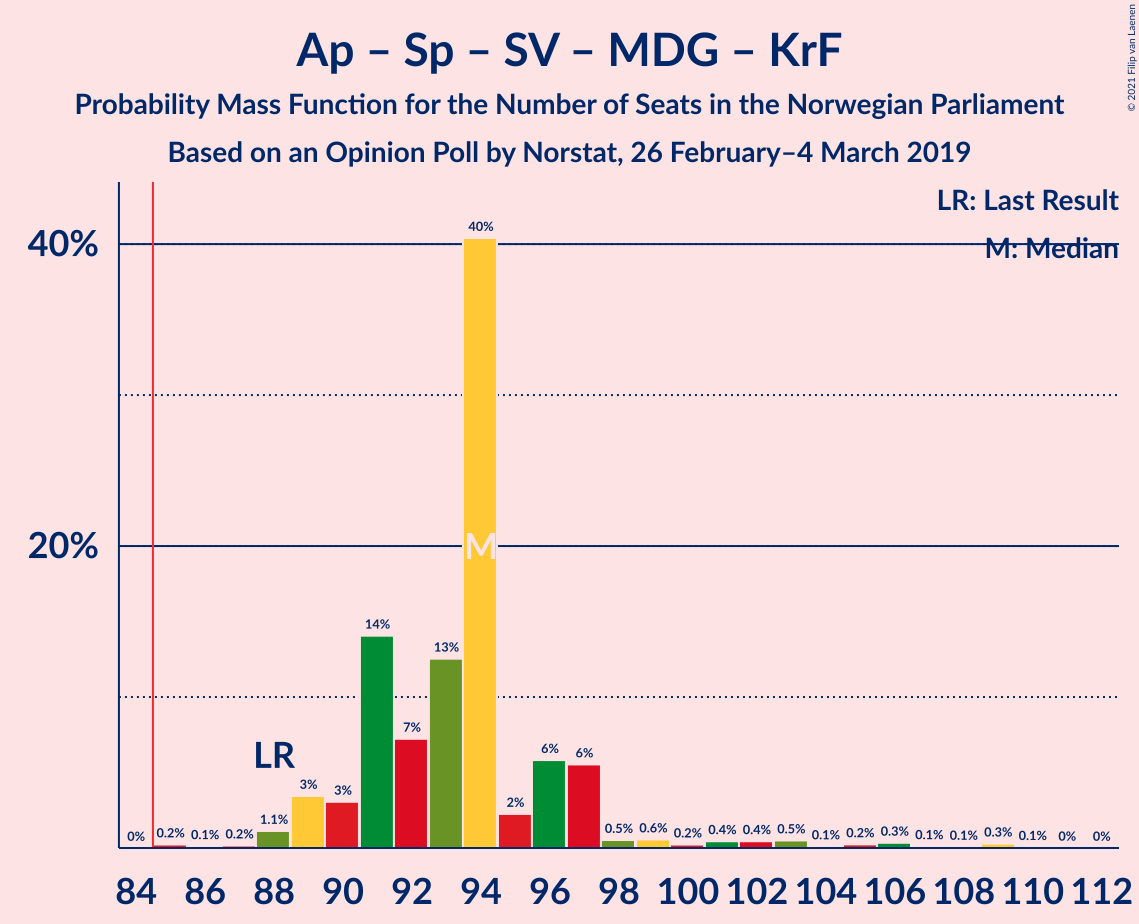 Ap – Sp – SV – MDG – KrF
Probability Mass Function for the Number of Seats in the Norwegian Parliament
Based on an Opinion Poll by Norstat, 26 February–4 March 2019
© 2021 Filip van Laenen
LR: Last Result
M: Median
40%
20%
LR
M
0% 0.2% 0.1% 0.2% 1.1% 3% 3% 14% 7% 13% 40% 2% 6% 6% 0.5% 0.6% 0.2% 0.4% 0.4% 0.5% 0.1% 0.2% 0.3% 0.1% 0.1% 0.3% 0.1% 0% 0%
84 86 88 90 92 94 96 98 100 102 104 106 108 110 112